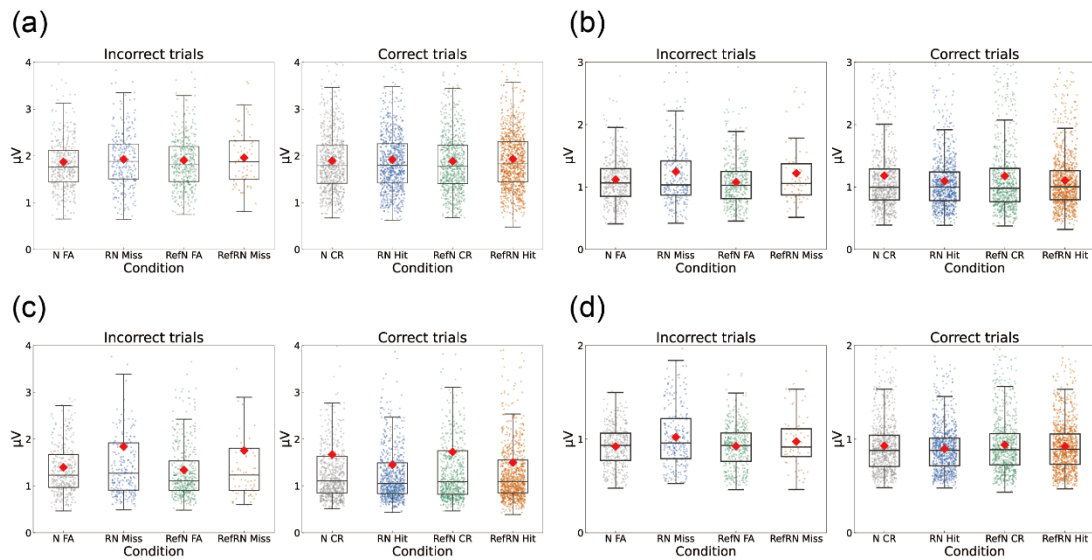 (a)
Incorrect trials
Correct trials
4
3
2
1
0
μV
N FA
RN Miss
RefN FA
RefRN Miss
Condition
4
3
2
1
0
μV
N CR
RN Hit
RefN CR
RefRN Hit
Condition
(b)
Incorrect trials
Correct trials
3
2
1
0
μV
N FA
RN Miss
RefN FA
RefRN Miss
Condition
3
2
1
0
μV
N CR
RN Hit
RefN CR
RefRN Hit
Condition
(c)
Incorrect trials
Correct trials
4
3
2
1
0
μV
N FA
RN Miss
RefN FA
RefRN Miss
Condition
4
3
2
1
0
μV
N CR
RN Hit
RefN CR
RefRN Hit
Condition
(d)
Incorrect trials
Correct trials
2
1
0
μV
N FA
RN Miss
RefN FA
RefRN Miss
Condition
2
1
0
μV
N CR
RN Hit
RefN CR
RefRN Hit
Condition